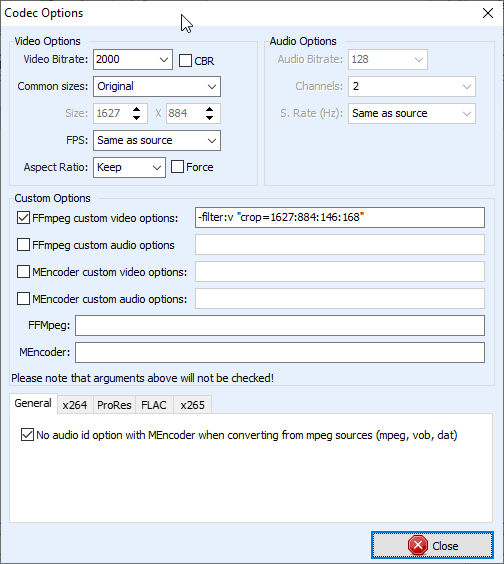 Codec Options
Video Options
Video Bitrate: 2000 CBR
Common sizes: Original
Size: 1627 X 884
FPS: Same as source
Aspect Ratio: Keep Force
Audio Options
Audio Bitrate: 128
Channels: 2
S. Rate (Hz): Same as source
Custom Options
FFmpeg custom video options: -filter:v "crop=1627:884:146:168"
FFmpeg custom audio options
MEncoder custom video options:
MEncoder custom audio options:
FFMpeg:
MEncoder:
Please note that arguments above will not be checked!
General x264 ProRes FLAC x265
No audio id option with MEncoder when converting from mpeg sources (mpeg, vob, dat)
Close